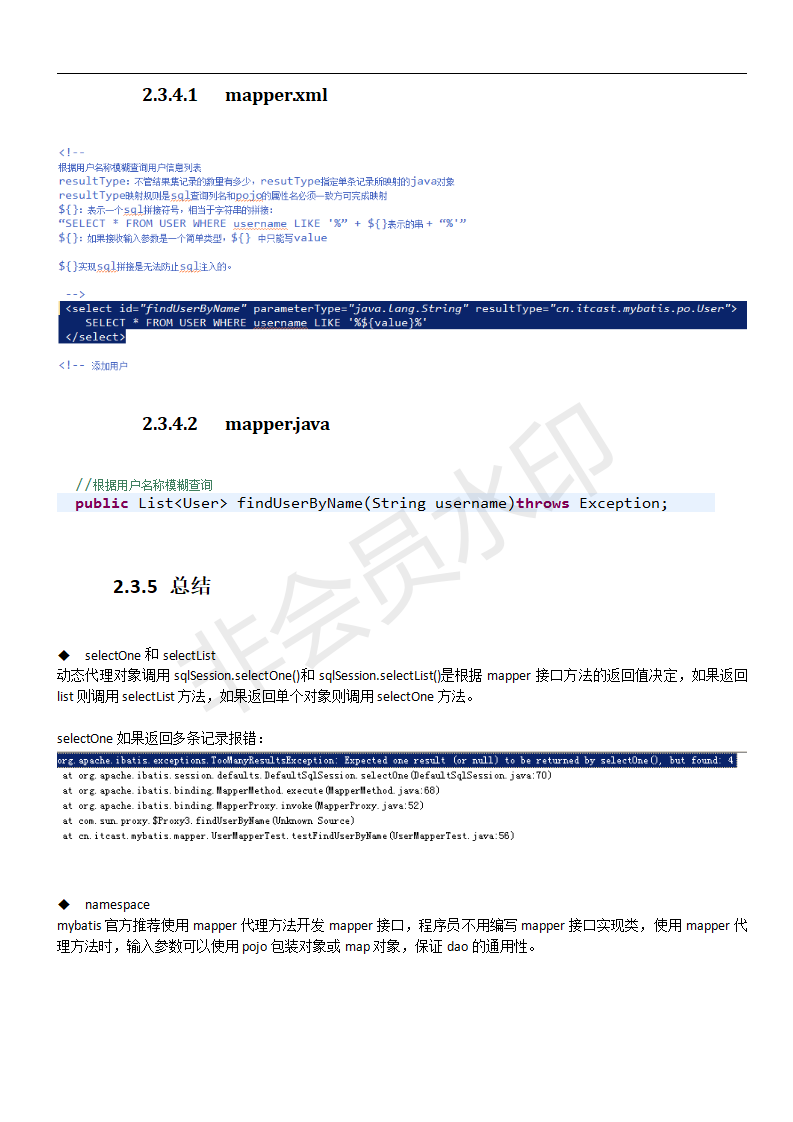 2.3.4.1 mapper.xml
<!--
根据用户名称模糊查询用户信息列表
resultType：不管结果集记录的数量有多少，resutType指定单条记录所映射的java对象
resultType映射规则是sql查询列名和pojo的属性名必须一致方可完成映射
${}：表示一个sql拼接符号，相当于字符串的拼接：
“SELECT * FROM USER WHERE username LIKE '%” + ${}表示的串 + “%'”
${}：如果接收输入参数是一个简单类型，${} 中只能写value
${}实现sql拼接是无法防止sql注入的。
-->
<select id="findUserByName" parameterType="java.lang.String" resultType="cn.itcast.mybatis.po.User">
SELECT * FROM USER WHERE username LIKE '%${value}%'
</select>
<!-- 添加用户
2.3.4.2 mapper.java
//根据用户名称模糊查询
public List<User> findUserByName(String username)throws Exception;
2.3.5 总结
◆ selectOne 和 selectList
动态代理对象调用 sqlSession.selectOne()和 sqlSession.selectList()是根据 mapper 接口方法的返回值决定，如果返回
list 则调用 selectList 方法，如果返回单个对象则调用 selectOne 方法。
selectOne 如果返回多条记录报错：
org.apache.ibatis.exceptions.TooManyResultsException: Expected one result (or null) to be returned by selectOne(), but found: 4
at org.apache.ibatis.session.defaults.DefaultSqlSession.selectOne(DefaultSqlSession.java:70)
at org.apache.ibatis.binding.MapperMethod.execute(MapperMethod.java:68)
at org.apache.ibatis.binding.MapperProxy.invoke(MapperProxy.java:52)
at com.sun.proxy.$Proxy3.findUserByName(Unknown Source)
at cn.itcast.mybatis.mapper.UserMapperTest.testFindUserByName(UserMapperTest.java:56)
◆ namespace
mybatis 官方推荐使用 mapper 代理方法开发 mapper 接口，程序员不用编写 mapper 接口实现类，使用 mapper 代
理方法时，输入参数可以使用 pojo 包装对象或 map 对象，保证 dao 的通用性。
非会员水印